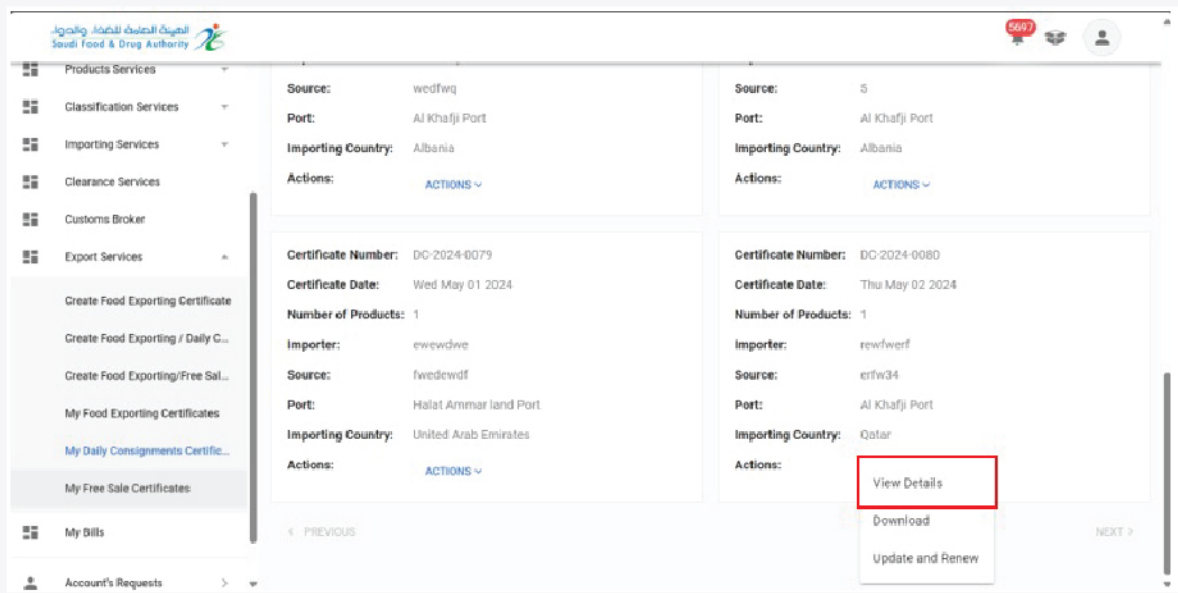 الهيئة العامة للغذاء والدواء
Saudi Food & Drug Authority
5697
Products Services
Classification Services
Importing Services
Clearance Services
Customs Broker
Export Services
Create Food Exporting Certificate
Create Food Exporting / Daily C...
Create Food Exporting/Free Sal...
My Food Exporting Certificates
My Daily Consignments Certific...
My Free Sale Certificates
My Bills
Account's Requests
Source: wedfwq
Port: Al Khafji Port
Importing Country: Albania
Actions: ACTIONS
Source: 5
Port: Al Khafji Port
Importing Country: Albania
Actions: ACTIONS
Certificate Number: DC-2024-0079
Certificate Date: Wed May 01 2024
Number of Products: 1
Importer: ewewdwe
Source: fwedewdf
Port: Halat Ammar land Port
Importing Country: United Arab Emirates
Actions: ACTIONS
Certificate Number: DC-2024-0080
Certificate Date: Thu May 02 2024
Number of Products: 1
Importer: rewfwerf
Source: erfw34
Port: Al Khafji Port
Importing Country: Qatar
Actions:
View Details
Download
Update and Renew
< PREVIOUS
NEXT >